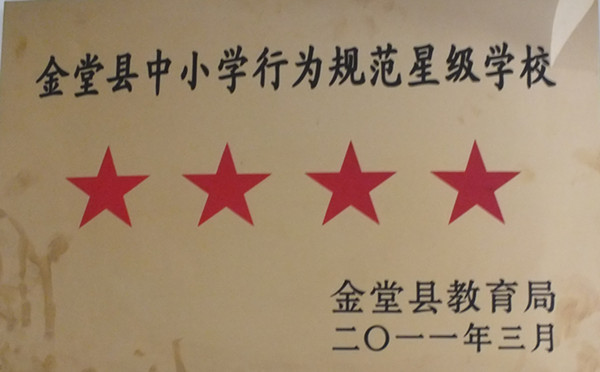 金堂县中小学行为规范星级学校
金堂县教育局
二〇一一年三月